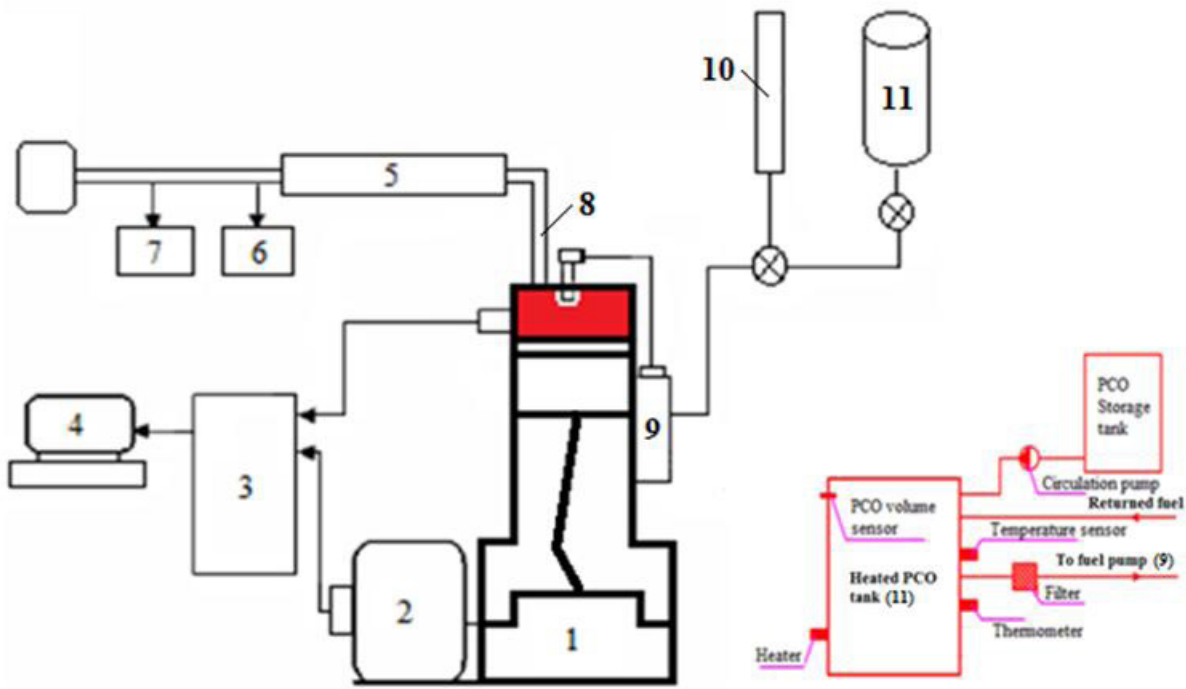 10
11
5
8
7
6
4
3
9
2
1
PCO
Storage
tank
Circulation pump
PCO volume
sensor
Returned fuel
Temperature sensor
To fuel pump (9)
Heated PCO
tank (11)
Filter
Thermometer
Heater